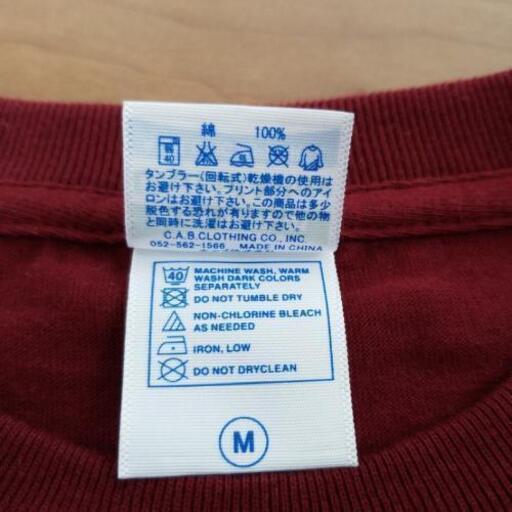 綿 100%
40
タンブラー(回転式)乾燥機の使用は
お避け下さい。プリント部分へのアイ
ロンはお避け下さい。この商品は多少
脱色する恐れが有りますので他の物
と同時に洗濯はお避け下さい。
C.A.B.CLOTHING CO., INC.
052-562-1566 MADE IN CHINA
40 MACHINE WASH, WARM
WASH DARK COLORS
SEPARATELY
DO NOT TUMBLE DRY
NON-CHLORINE BLEACH
AS NEEDED
IRON, LOW
DO NOT DRYCLEAN
M